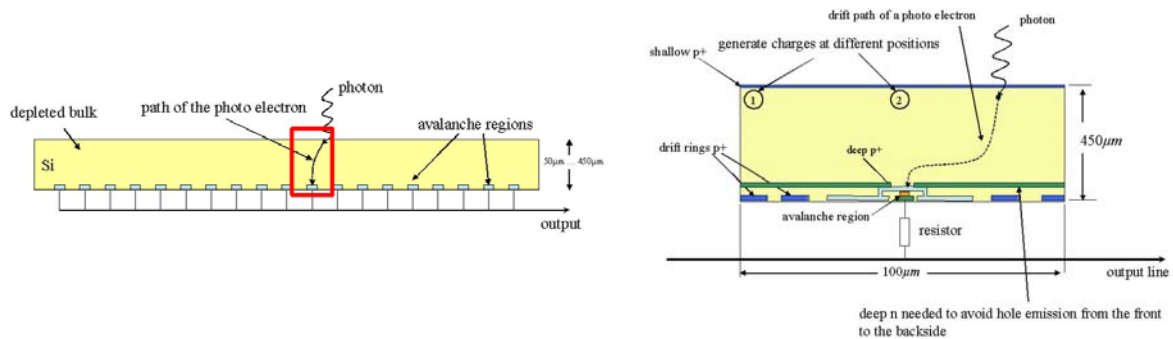 photon
path of the photo electron
depleted bulk
avalanche regions
Si
50µm ... 450µm
output
drift path of a photo electron
photon
generate charges at different positions
shallow p+
1
2
deep p+
450µm
drift rings p+
avalanche region
resistor
100µm
output line
deep n needed to avoid hole emission from the front
to the backside